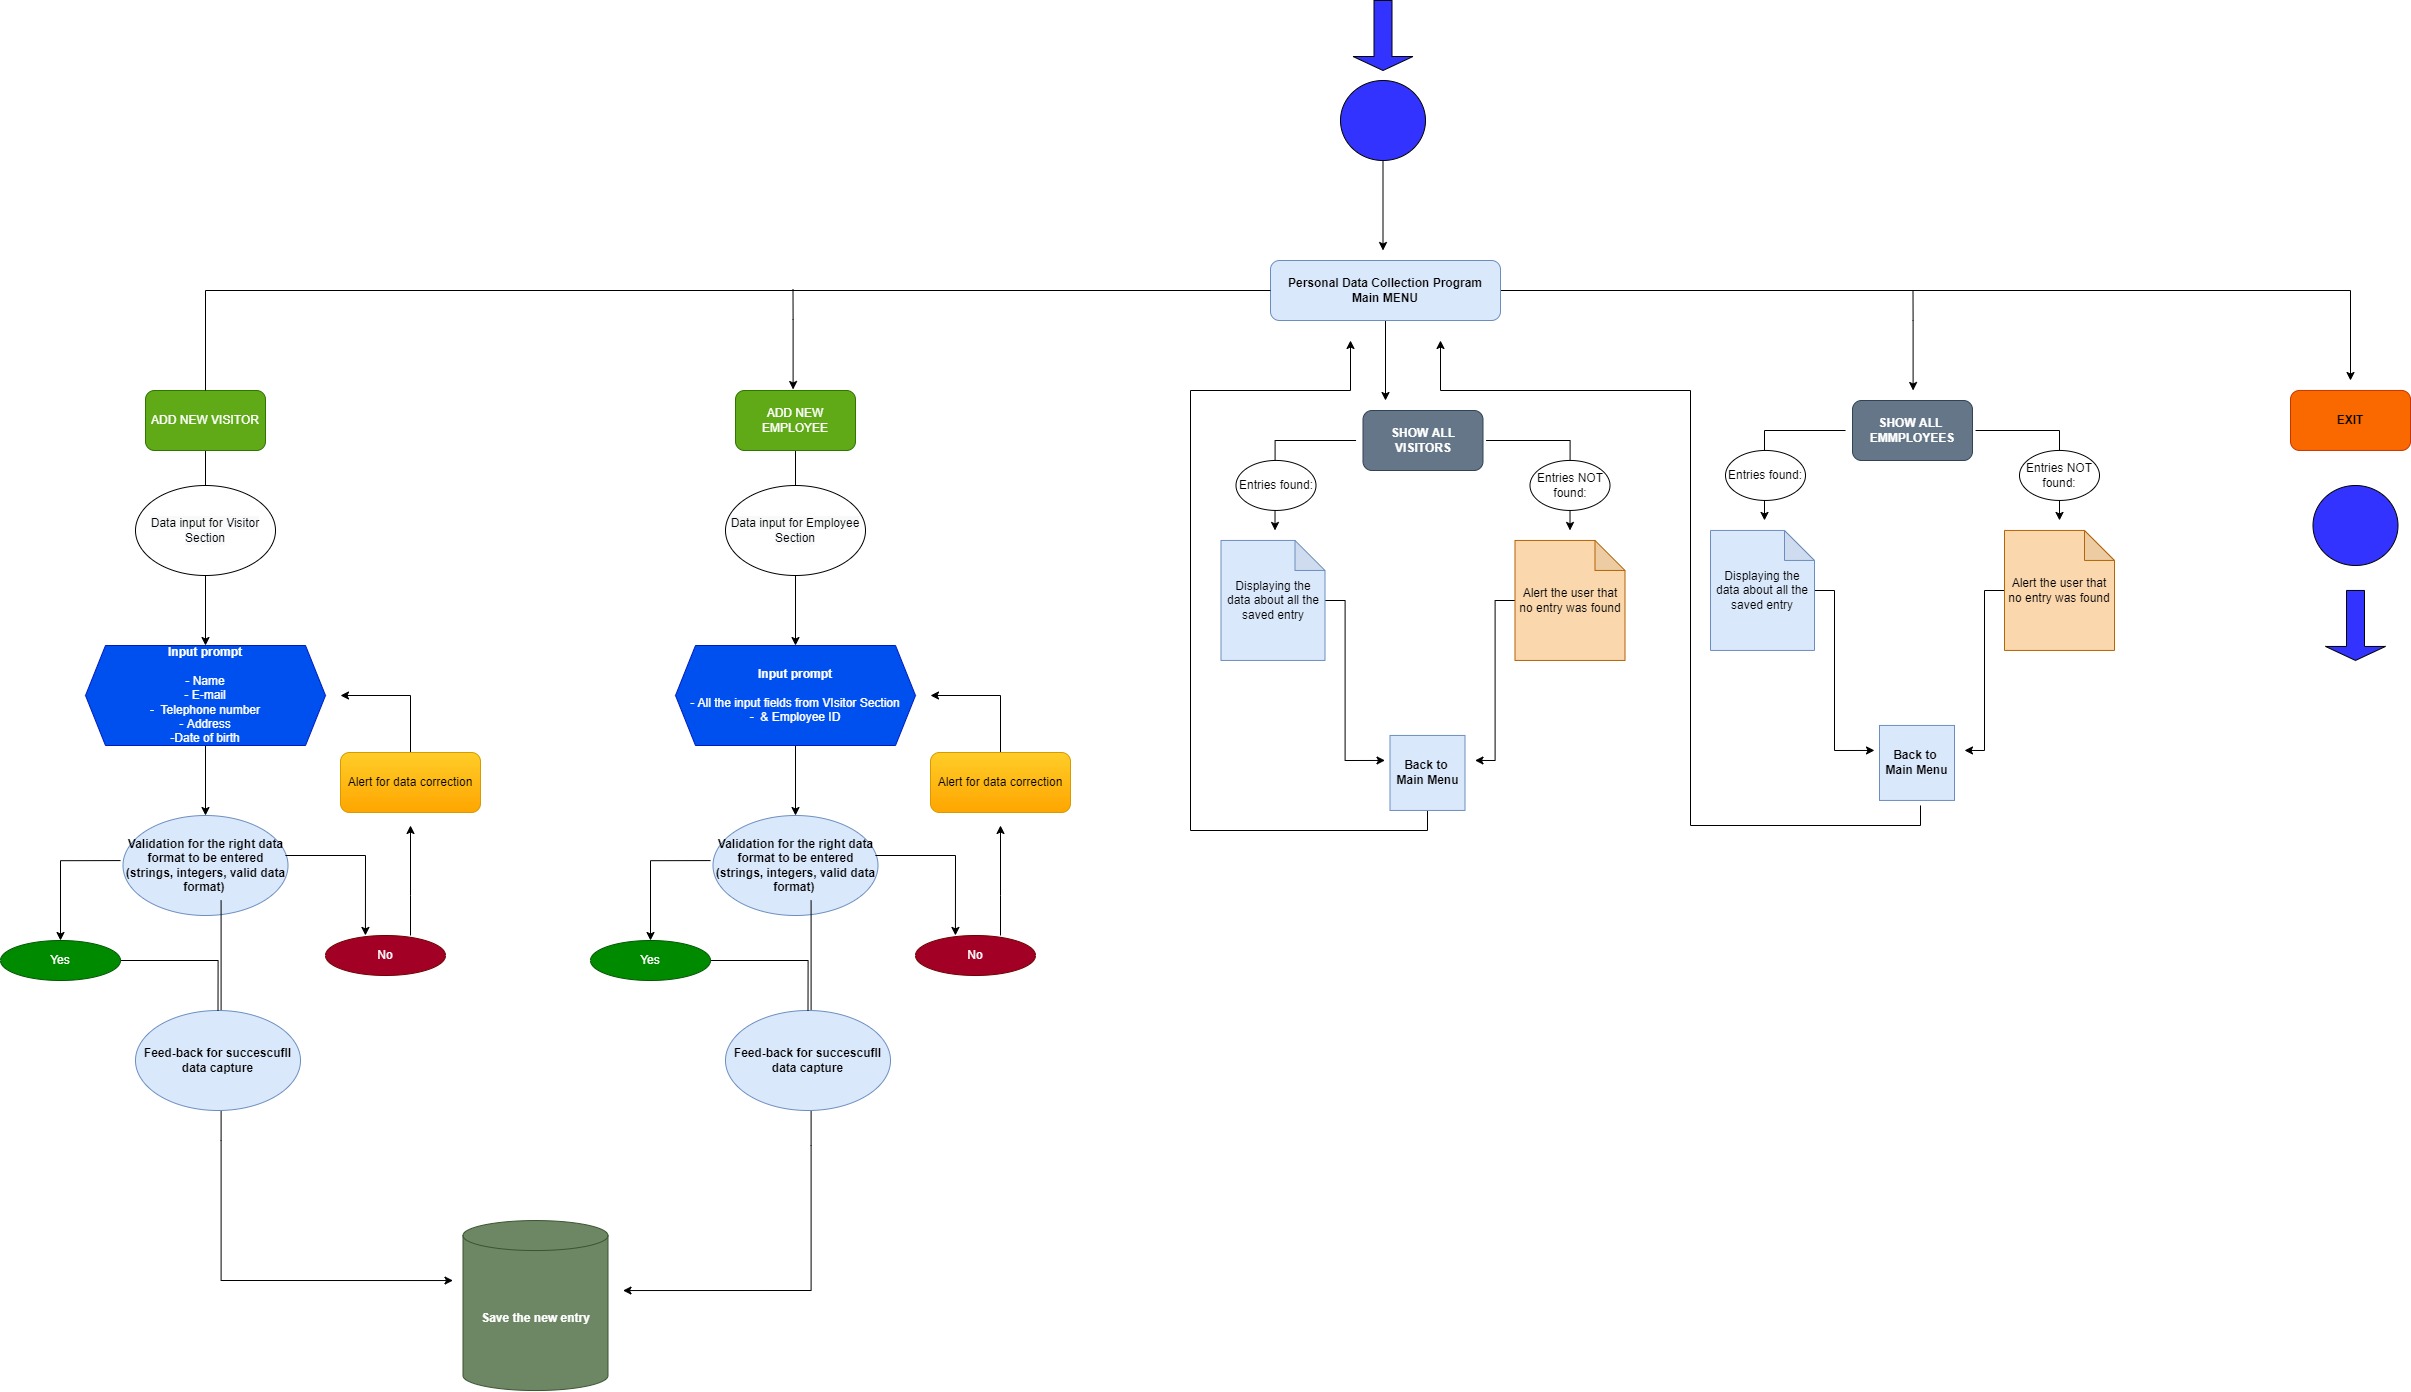 Personal Data Collection Program
Main MENU
ADD NEW VISITOR
Data input for Visitor
Section
Input prompt
- Name
- E-mail
- Telephone number
- Address
-Date of birth
Alert for data correction
Validation for the right data
format to be entered
(strings, integers, valid data
format)
Yes
No
Feed-back for succescufll
data capture
ADD NEW
EMPLOYEE
Data input for Employee
Section
Input prompt
- All the input fields from VIsitor Section
- & Employee ID
Alert for data correction
Validation for the right data
format to be entered
(strings, integers, valid data
format)
Yes
No
Feed-back for succescufll
data capture
Save the new entry
SHOW ALL
VISITORS
Entries found:
Entries NOT
found:
Displaying the
data about all the
saved entry
Alert the user that
no entry was found
Back to
Main Menu
SHOW ALL
EMMPLOYEES
Entries found:
Entries NOT
found:
Displaying the
data about all the
saved entry
Alert the user that
no entry was found
Back to
Main Menu
EXIT